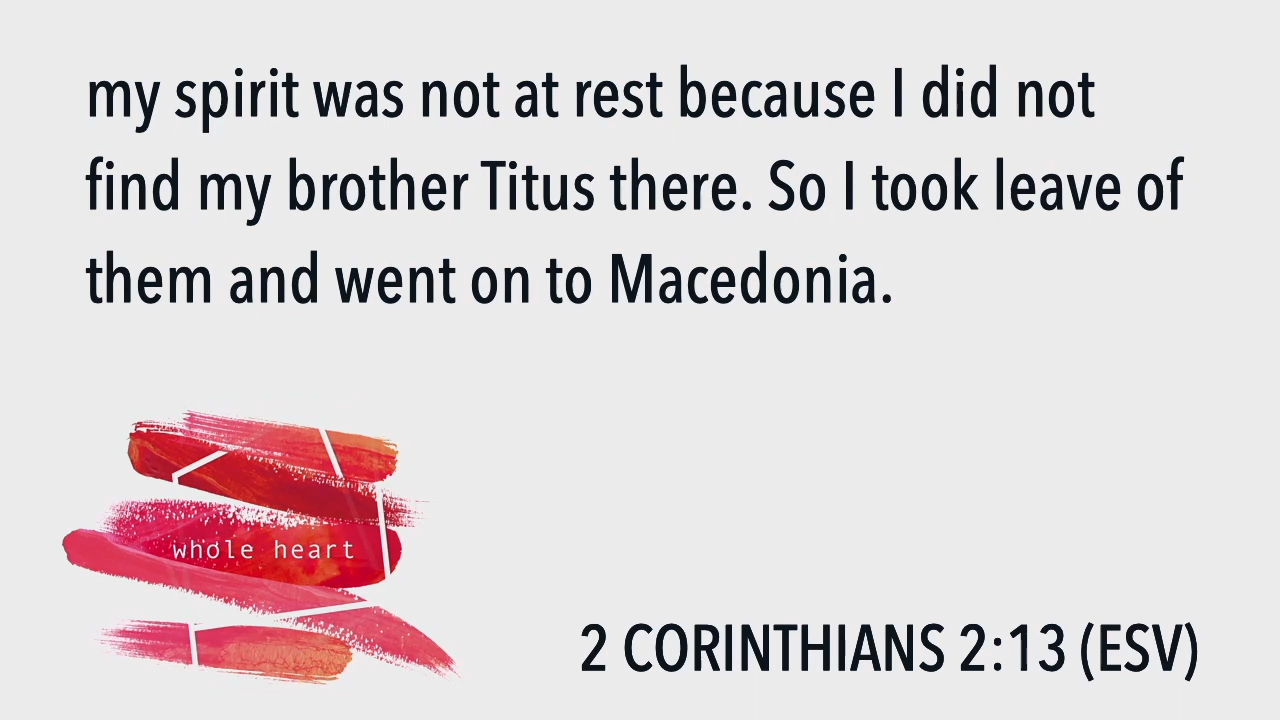 my spirit was not at rest because I did not
find my brother Titus there. So I took leave of
them and went on to Macedonia.
whole heart
2 CORINTHIANS 2:13 (ESV)